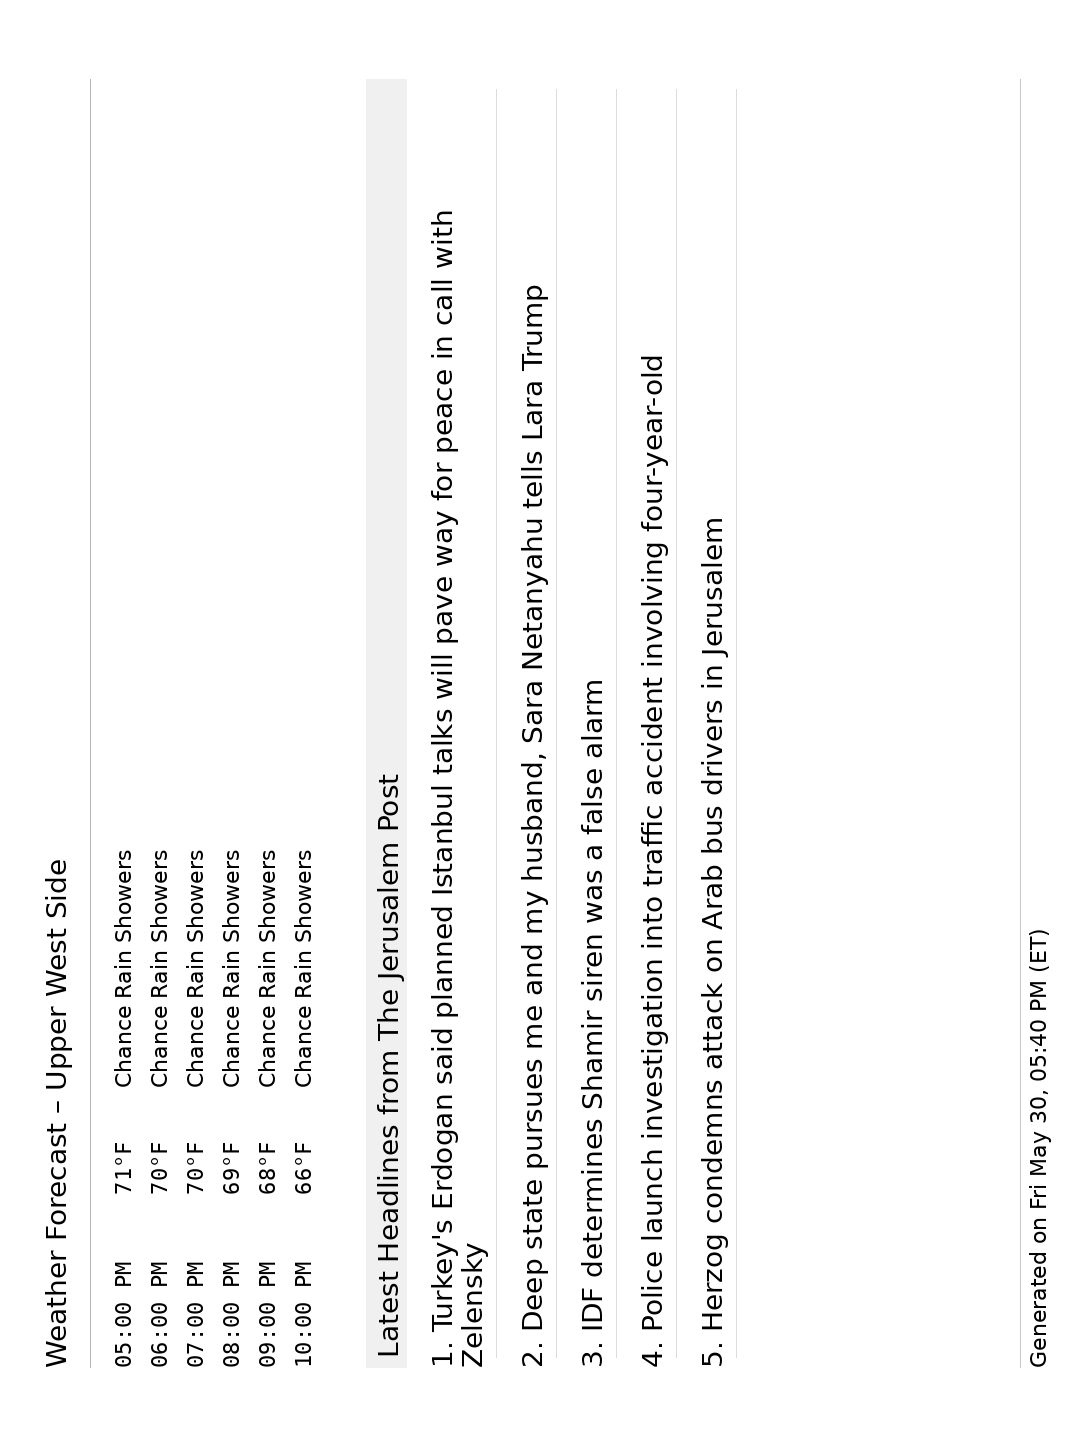 Weather Forecast – Upper West Side
05:00 PM 71°F Chance Rain Showers
06:00 PM 70°F Chance Rain Showers
07:00 PM 70°F Chance Rain Showers
08:00 PM 69°F Chance Rain Showers
09:00 PM 68°F Chance Rain Showers
10:00 PM 66°F Chance Rain Showers
Latest Headlines from The Jerusalem Post
1. Turkey's Erdogan said planned Istanbul talks will pave way for peace in call with
Zelensky
2. Deep state pursues me and my husband, Sara Netanyahu tells Lara Trump
3. IDF determines Shamir siren was a false alarm
4. Police launch investigation into traffic accident involving four-year-old
5. Herzog condemns attack on Arab bus drivers in Jerusalem
Generated on Fri May 30, 05:40 PM (ET)